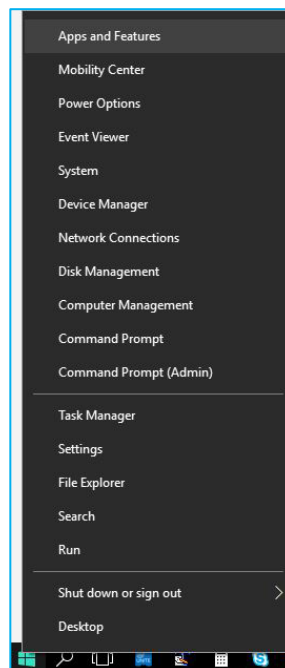 Apps and Features
Mobility Center
Power Options
Event Viewer
System
Device Manager
Network Connections
Disk Management
Computer Management
Command Prompt
Command Prompt (Admin)
Task Manager
Settings
File Explorer
Search
Run
Shut down or sign out
Desktop